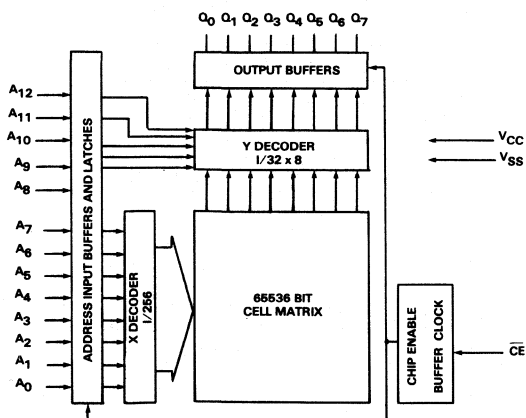 Q0 Q1 Q2 Q3 Q4 Q5 Q6 Q7
OUTPUT BUFFERS
Y DECODER
1/32 x 8
VCC
VSS
A12
A11
A10
A9
A8
A7
A6
A5
A4
A3
A2
A1
A0
ADDRESS INPUT BUFFERS AND LATCHES
X DECODER
1/256
65536 BIT
CELL MATRIX
CHIP ENABLE
BUFFER CLOCK
C̅E̅